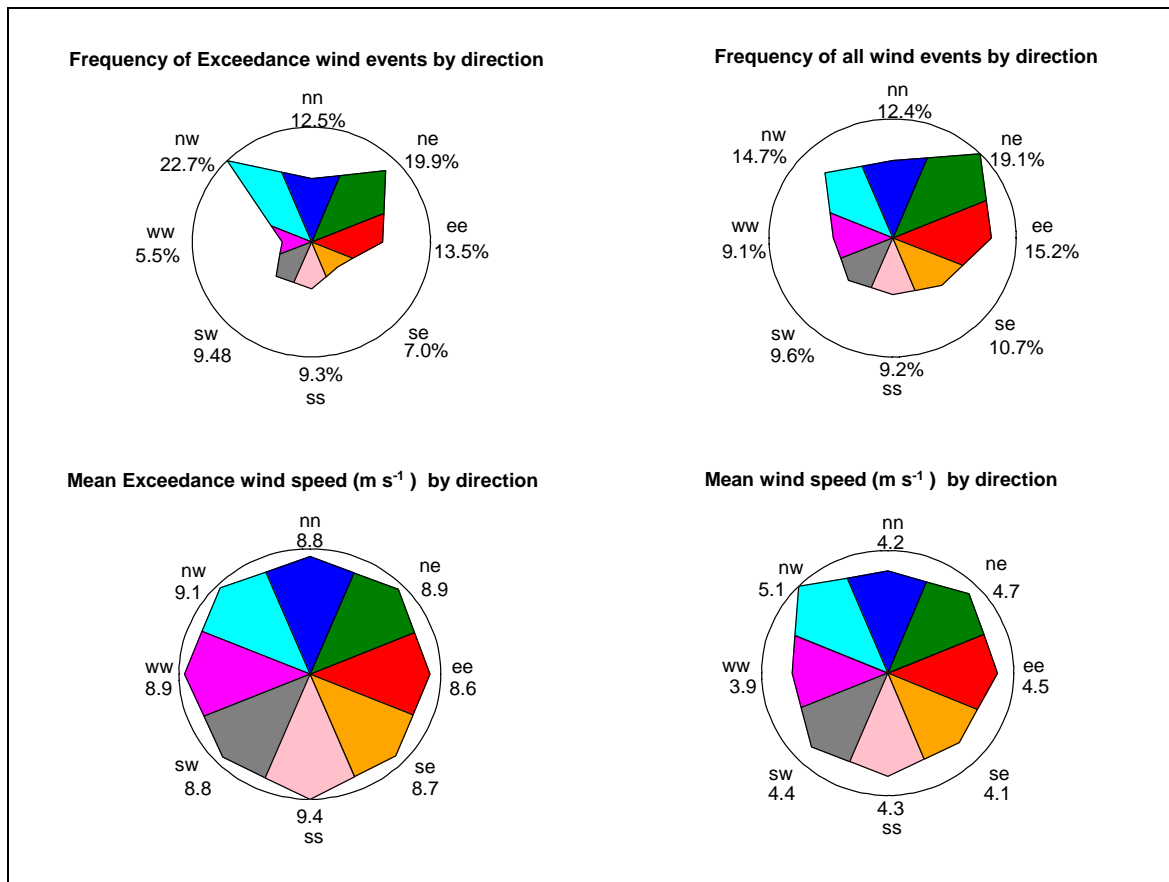 Frequency of Exceedance wind events by direction
nn
12.5%
nw
22.7%
ne
19.9%
ww
5.5%
ee
13.5%
sw
9.48
se
7.0%
9.3%
ss
Frequency of all wind events by direction
nn
12.4%
nw
14.7%
ne
19.1%
ww
9.1%
ee
15.2%
sw
9.6%
se
10.7%
9.2%
ss
Mean Exceedance wind speed (m s-1 ) by direction
nn
8.8
nw
9.1
ne
8.9
ww
8.9
ee
8.6
sw
8.8
se
8.7
9.4
ss
Mean wind speed (m s-1 ) by direction
nn
4.2
nw
5.1
ne
4.7
ww
3.9
ee
4.5
sw
4.4
se
4.1
4.3
ss